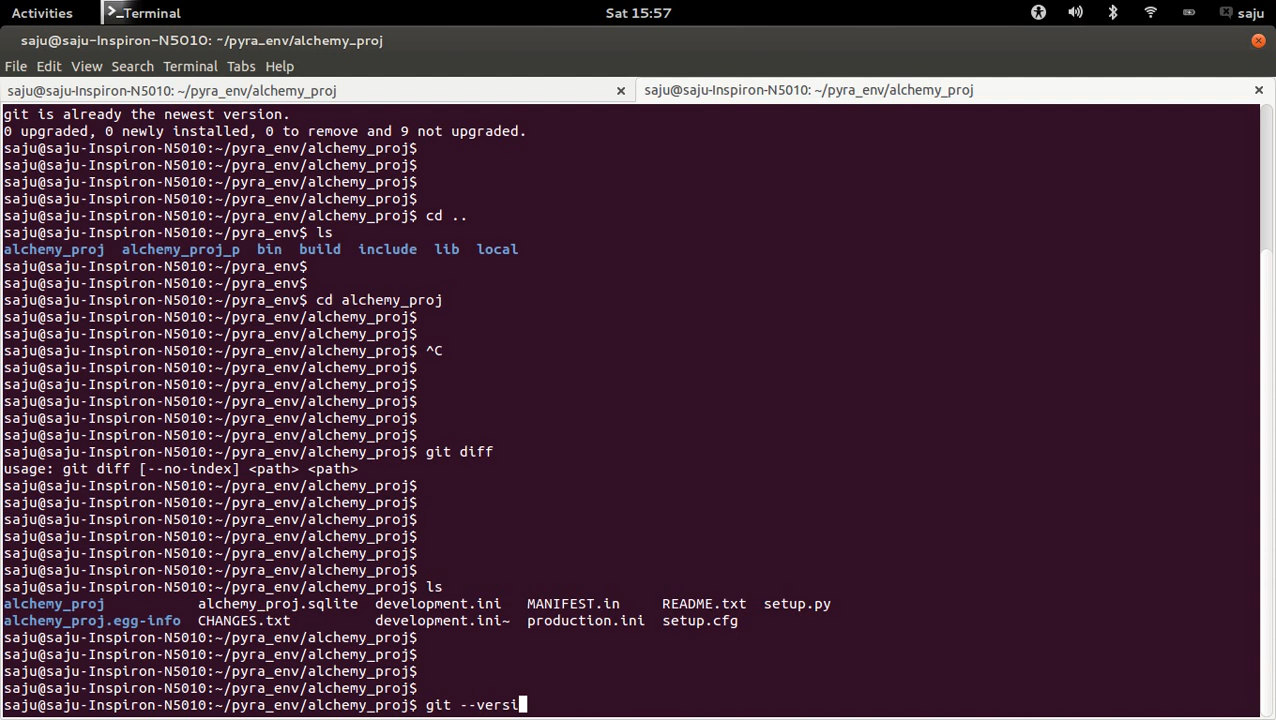 Activities
Terminal
Sat 15:57
saju
saju@saju-Inspiron-N5010: ~/pyra_env/alchemy_proj
File Edit View Search Terminal Tabs Help
saju@saju-Inspiron-N5010: ~/pyra_env/alchemy_proj
saju@saju-Inspiron-N5010: ~/pyra_env/alchemy_proj
git is already the newest version.
0 upgraded, 0 newly installed, 0 to remove and 9 not upgraded.
saju@saju-Inspiron-N5010:~/pyra_env/alchemy_proj$
saju@saju-Inspiron-N5010:~/pyra_env/alchemy_proj$
saju@saju-Inspiron-N5010:~/pyra_env/alchemy_proj$
saju@saju-Inspiron-N5010:~/pyra_env/alchemy_proj$
saju@saju-Inspiron-N5010:~/pyra_env/alchemy_proj$ cd ..
saju@saju-Inspiron-N5010:~/pyra_env$ ls
alchemy_proj alchemy_proj_p bin build include lib local
saju@saju-Inspiron-N5010:~/pyra_env$
saju@saju-Inspiron-N5010:~/pyra_env$
saju@saju-Inspiron-N5010:~/pyra_env$ cd alchemy_proj
saju@saju-Inspiron-N5010:~/pyra_env/alchemy_proj$
saju@saju-Inspiron-N5010:~/pyra_env/alchemy_proj$
saju@saju-Inspiron-N5010:~/pyra_env/alchemy_proj$ ^C
saju@saju-Inspiron-N5010:~/pyra_env/alchemy_proj$
saju@saju-Inspiron-N5010:~/pyra_env/alchemy_proj$
saju@saju-Inspiron-N5010:~/pyra_env/alchemy_proj$
saju@saju-Inspiron-N5010:~/pyra_env/alchemy_proj$
saju@saju-Inspiron-N5010:~/pyra_env/alchemy_proj$
saju@saju-Inspiron-N5010:~/pyra_env/alchemy_proj$ git diff
usage: git diff [--no-index] <path> <path>
saju@saju-Inspiron-N5010:~/pyra_env/alchemy_proj$
saju@saju-Inspiron-N5010:~/pyra_env/alchemy_proj$
saju@saju-Inspiron-N5010:~/pyra_env/alchemy_proj$
saju@saju-Inspiron-N5010:~/pyra_env/alchemy_proj$
saju@saju-Inspiron-N5010:~/pyra_env/alchemy_proj$
saju@saju-Inspiron-N5010:~/pyra_env/alchemy_proj$
saju@saju-Inspiron-N5010:~/pyra_env/alchemy_proj$ ls
alchemy_proj alchemy_proj.sqlite development.ini MANIFEST.in README.txt setup.py
alchemy_proj.egg-info CHANGES.txt development.ini~ production.ini setup.cfg
saju@saju-Inspiron-N5010:~/pyra_env/alchemy_proj$
saju@saju-Inspiron-N5010:~/pyra_env/alchemy_proj$
saju@saju-Inspiron-N5010:~/pyra_env/alchemy_proj$
saju@saju-Inspiron-N5010:~/pyra_env/alchemy_proj$
saju@saju-Inspiron-N5010:~/pyra_env/alchemy_proj$ git --versi